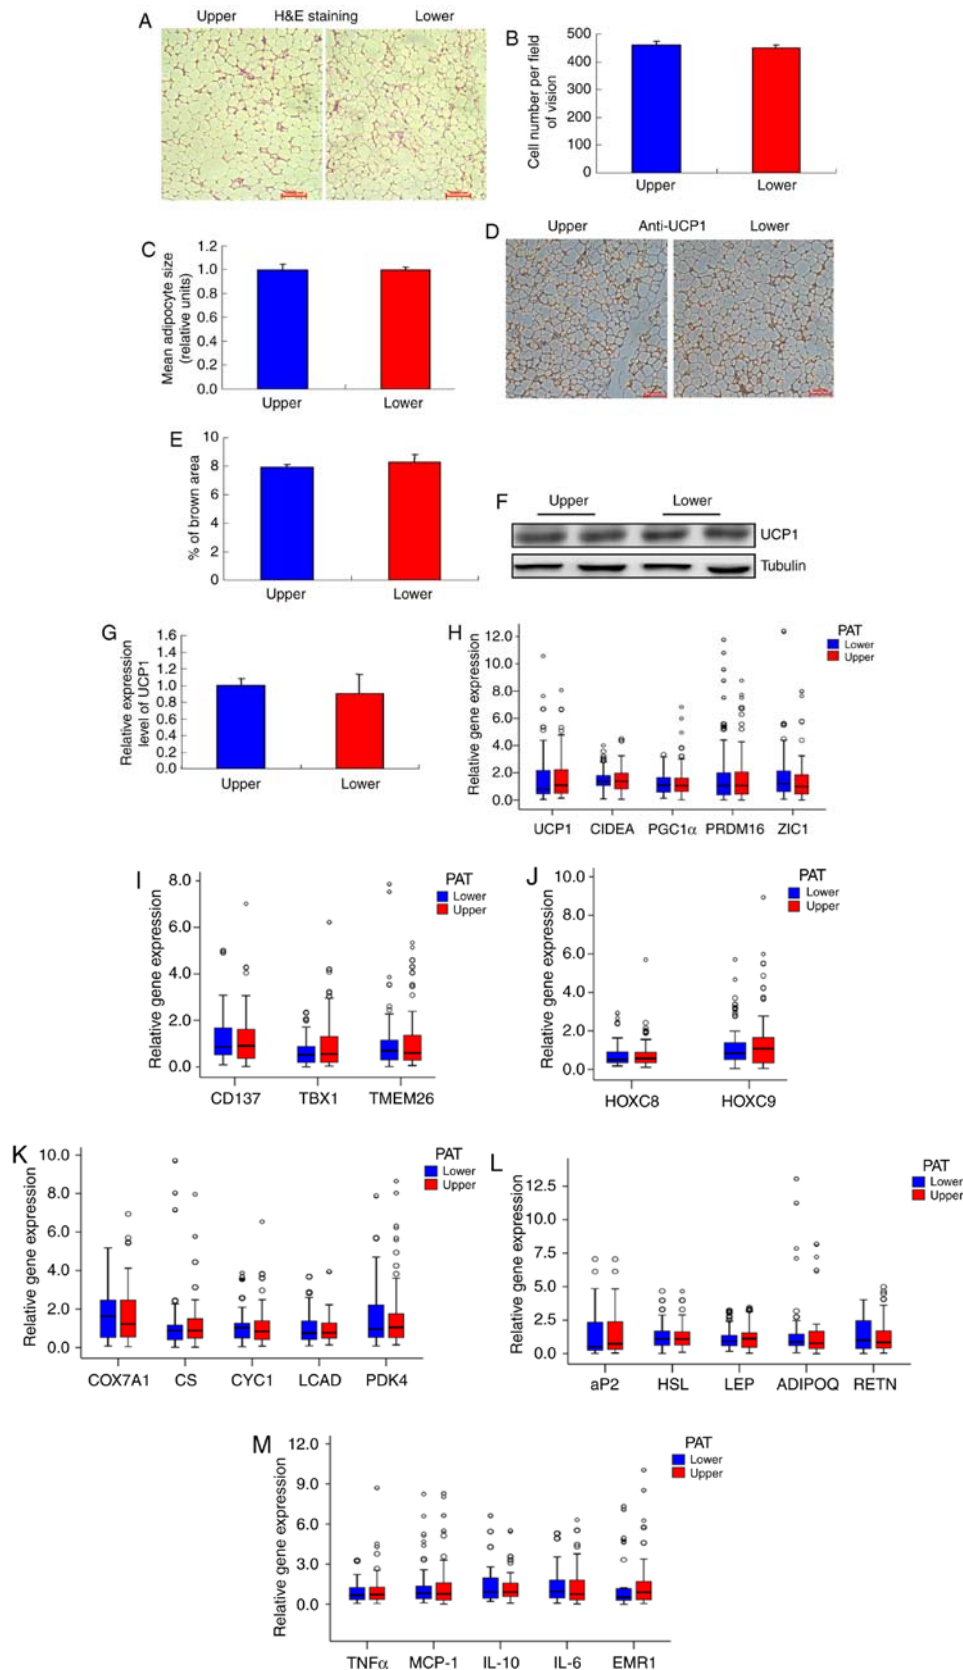 A
Upper H&E staining Lower
B
Cell number per field
of vision
500
400
300
200
100
0
Upper Lower
C
Mean adipocyte size
(relative units)
1.2
1.0
0.8
0.6
0.4
0.2
0.0
Upper Lower
D
Upper Anti-UCP1 Lower
E
% of brown area
10
8
6
4
2
0
Upper Lower
F
Upper Lower
UCP1
Tubulin
G
Relative expression
level of UCP1
1.6
1.4
1.2
1.0
0.8
0.6
0.4
0.2
0.0
Upper Lower
H
Relative gene expression
12.0
10.0
8.0
6.0
4.0
2.0
0.0
UCP1 CIDEA PGC1α PRDM16 ZIC1
PAT
Lower
Upper
I
Relative gene expression
8.0
6.0
4.0
2.0
0.0
CD137 TBX1 TMEM26
PAT
Lower
Upper
J
Relative gene expression
10.0
8.0
6.0
4.0
2.0
0.0
HOXC8 HOXC9
PAT
Lower
Upper
K
Relative gene expression
10.0
8.0
6.0
4.0
2.0
0.0
COX7A1 CS CYC1 LCAD PDK4
PAT
Lower
Upper
L
Relative gene expression
12.5
10.0
7.5
5.0
2.5
0.0
aP2 HSL LEP ADIPOQ RETN
PAT
Lower
Upper
M
Relative gene expression
12.0
9.0
6.0
3.0
0.0
TNFα MCP-1 IL-10 IL-6 EMR1
PAT
Lower
Upper